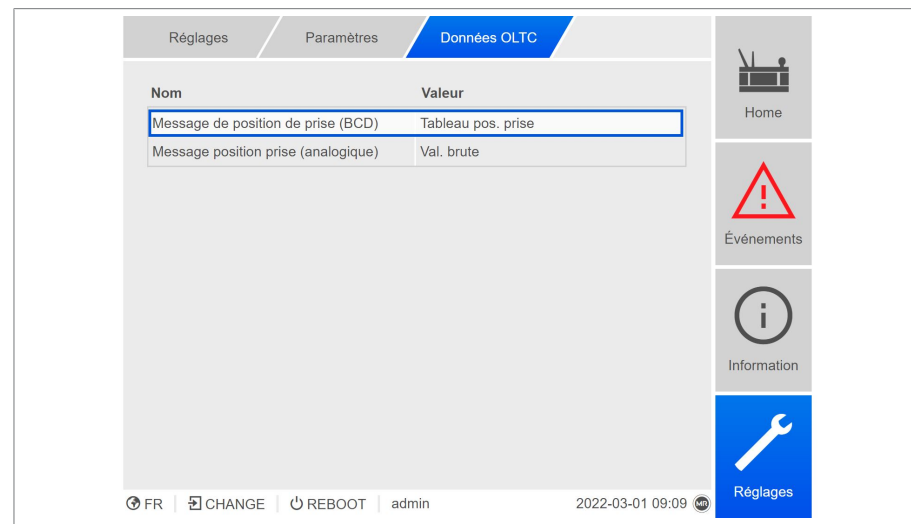 Réglages Paramètres Données OLTC
Nom Valeur
Message de position de prise (BCD) Tableau pos. prise
Message position prise (analogique) Val. brute
Home
Événements
Information
Réglages
FR CHANGE REBOOT admin 2022-03-01 09:09 MR